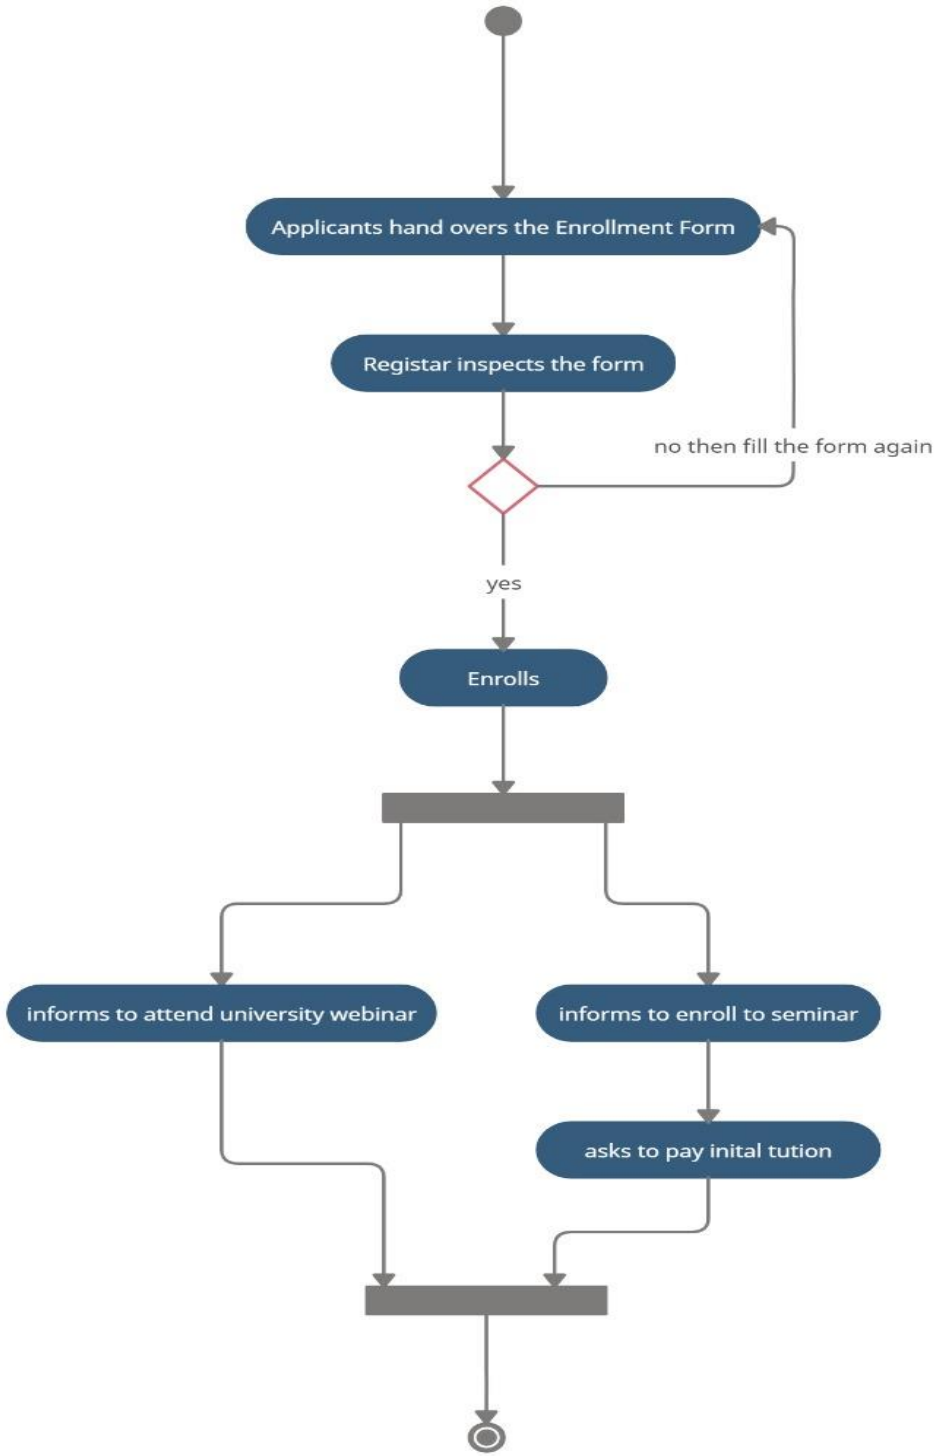 Applicants hand overs the Enrollment Form
Registar inspects the form
no then fill the form again
yes
Enrolls
informs to attend university webinar
informs to enroll to seminar
asks to pay inital tution